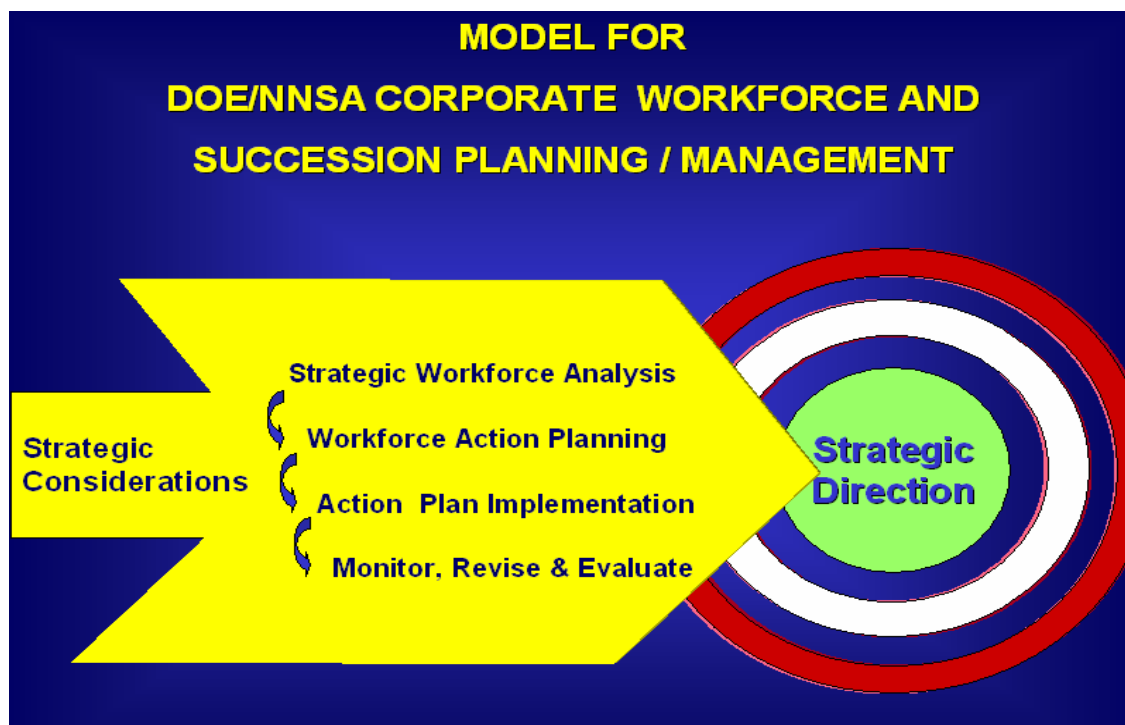 MODEL FOR
DOE/NNSA CORPORATE WORKFORCE AND
SUCCESSION PLANNING / MANAGEMENT
Strategic Workforce Analysis
Workforce Action Planning
Strategic
Considerations
Action Plan Implementation
Monitor, Revise & Evaluate
Strategic
Direction